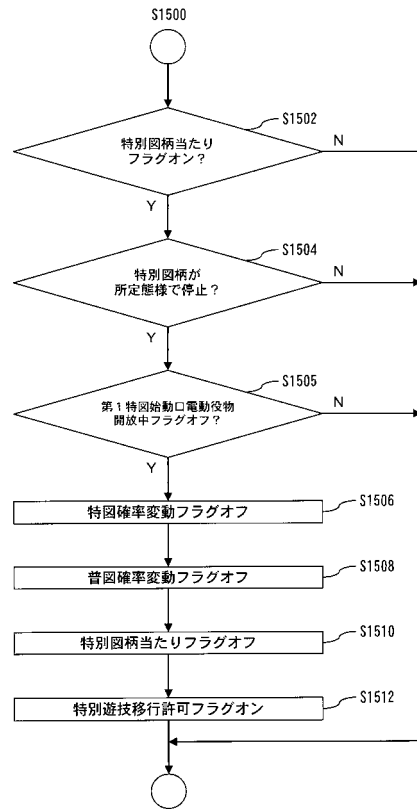 S1500
S1502
特別図柄当たり
フラグオン？
N
Y
S1504
特別図柄が
所定態様で停止？
N
Y
S1505
第1特図始動口電動役物
開放中フラグオフ？
N
Y
S1506
特図確率変動フラグオフ
S1508
普図確率変動フラグオフ
S1510
特別図柄当たりフラグオフ
S1512
特別遊技移行許可フラグオン